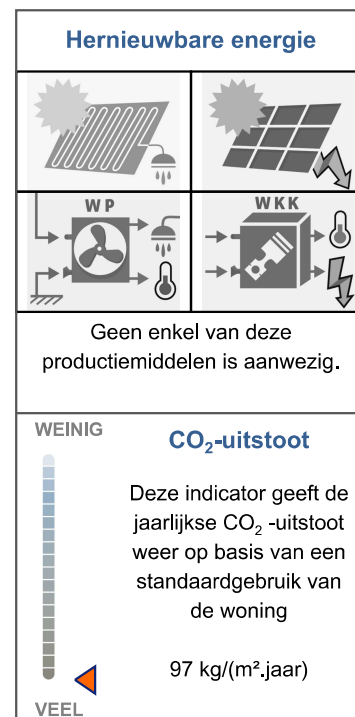 Hernieuwbare energie
WP
WKK
Geen enkel van deze
productiemiddelen is aanwezig.
WEINIG
CO₂-uitstoot
Deze indicator geeft de
jaarlijkse CO₂ -uitstoot
weer op basis van een
standaardgebruik van
de woning
97 kg/(m².jaar)
VEEL